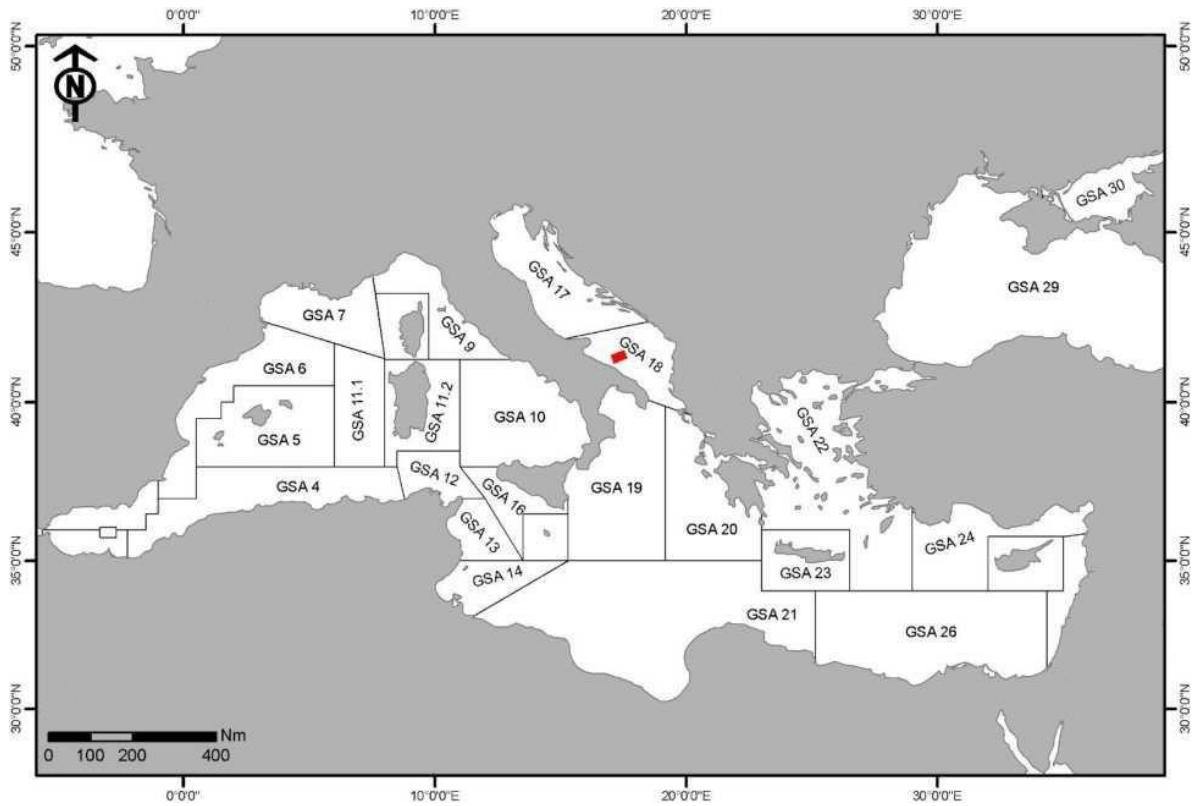 0°0'0"E 10°0'0"E 20°0'0"E 30°0'0"E
50°0'0"N 50°0'0"N
N
GSA 30
45°0'0"N 45°0'0"N
GSA 17
GSA 29
GSA 7
GSA 9
GSA 18
GSA 6
40°0'0"N 40°0'0"N
GSA 11.1
GSA 11.2
GSA 10
GSA 22
GSA 5
GSA 12
GSA 4
GSA 16
GSA 19
GSA 13
GSA 20
GSA 24
35°0'0"N 35°0'0"N
GSA 14
GSA 23
GSA 21
GSA 26
30°0'0"N 30°0'0"N
Nm
0 100 200 400
0°0'0"E 10°0'0"E 20°0'0"E 30°0'0"E